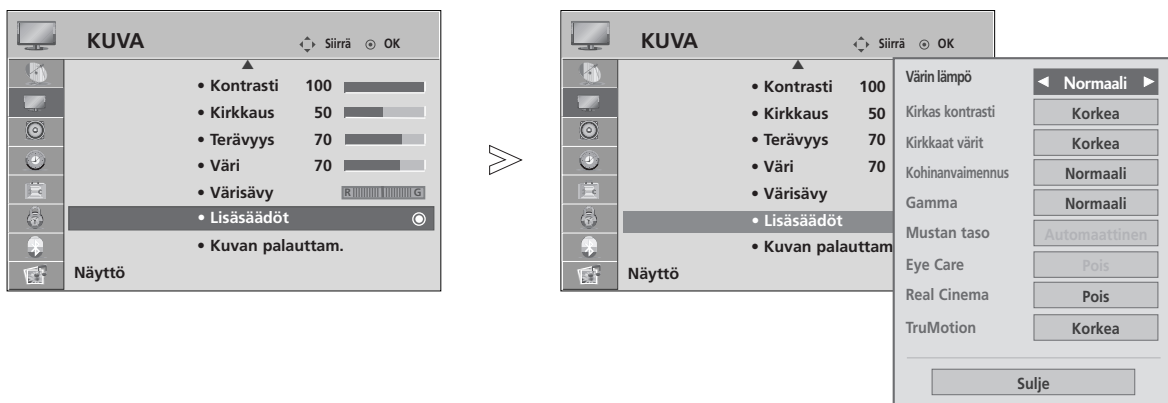 KUVA
Siirrä OK
• Kontrasti 100
• Kirkkaus 50
• Terävyys 70
• Väri 70
• Värisävy R G
• Lisäsäädöt
• Kuvan palauttam.
Näyttö
KUVA
Siirrä OK
• Kontrasti 100
• Kirkkaus 50
• Terävyys 70
• Väri 70
• Värisävy
• Lisäsäädöt
• Kuvan palauttam
Näyttö
Värin lämpö Normaali
Kirkas kontrasti Korkea
Kirkkaat värit Korkea
Kohinanvaimennus Normaali
Gamma Normaali
Mustan taso Automaattinen
Eye Care Pois
Real Cinema Pois
TruMotion Korkea
Sulje